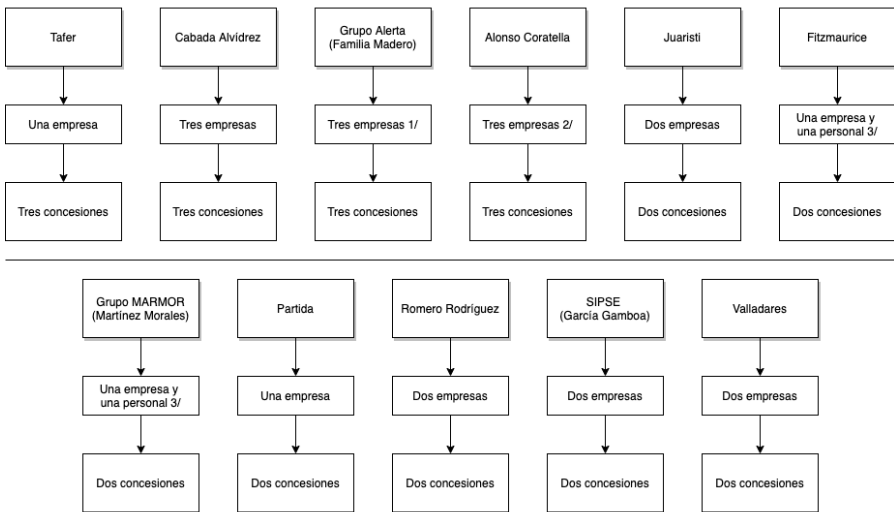 Tafer
Cabada Alvídrez
Grupo Alerta
(Familia Madero)
Alonso Coratella
Juaristi
Fitzmaurice
Una empresa
Tres empresas
Tres empresas 1/
Tres empresas 2/
Dos empresas
Una empresa y
una personal 3/
Tres concesiones
Tres concesiones
Tres concesiones
Tres concesiones
Dos concesiones
Dos concesiones
Grupo MARMOR
(Martínez Morales)
Partida
Romero Rodríguez
SIPSE
(García Gamboa)
Valladares
Una empresa y
una personal 3/
Una empresa
Dos empresas
Dos empresas
Dos empresas
Dos concesiones
Dos concesiones
Dos concesiones
Dos concesiones
Dos concesiones